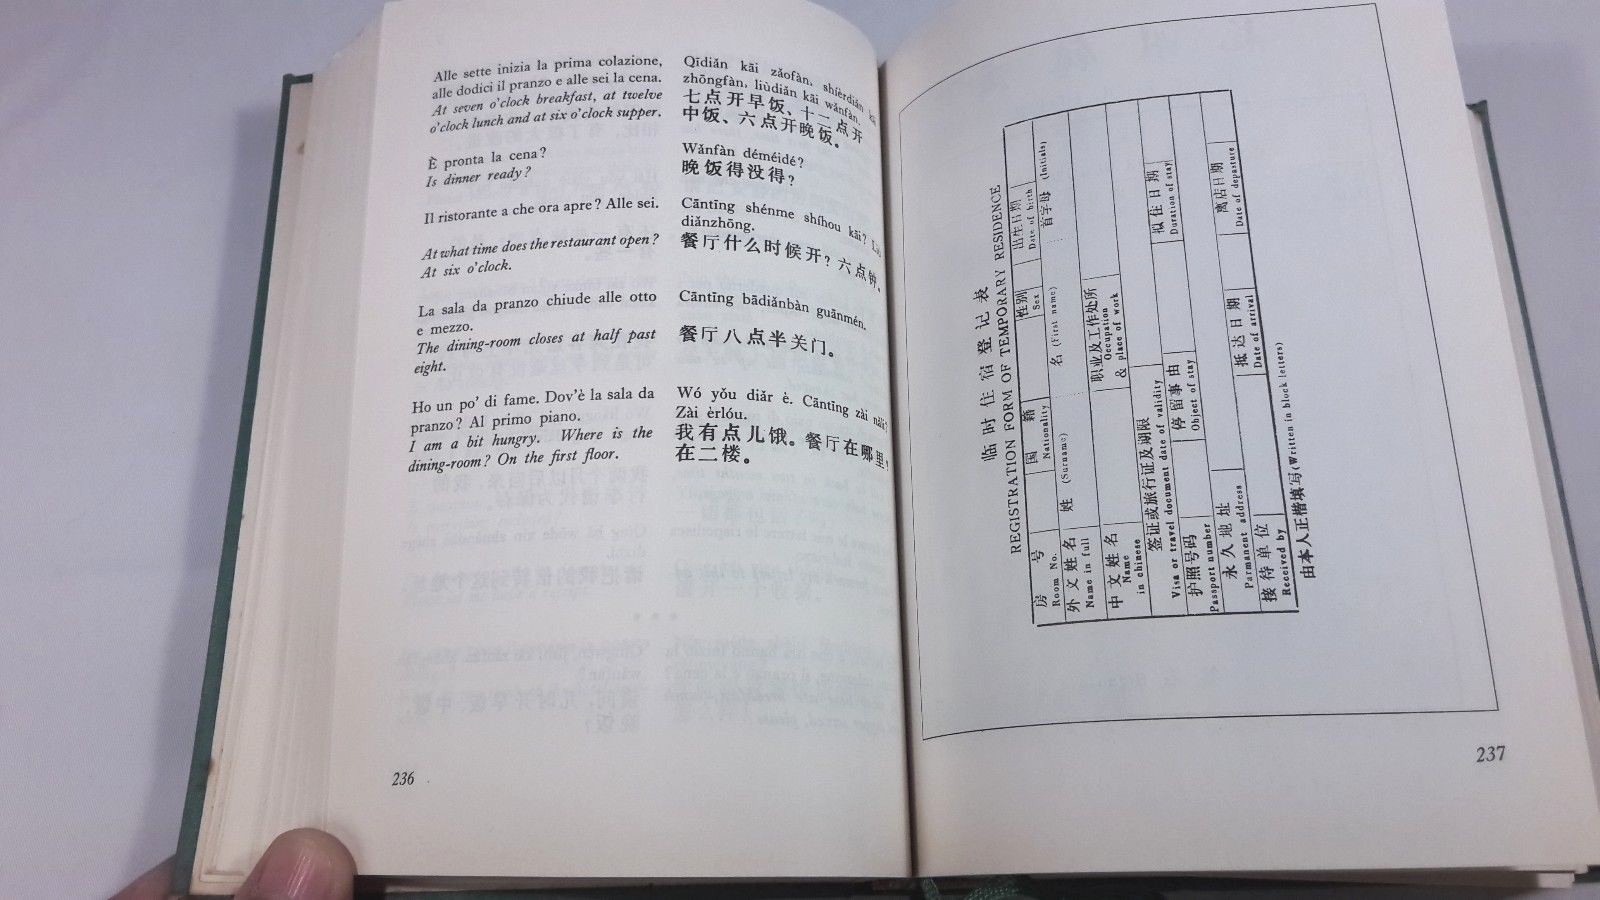 Alle sette inizia la prima colazione,
alle dodici il pranzo e alle sei la cena.
At seven o'clock breakfast, at twelve
o'clock lunch and at six o'clock supper.
Qīdiǎn kāi zǎofàn, shíèrdiǎn kā
zhōngfàn, liùdiǎn kāi wǎnfàn.
七点开早饭、十二点开
中饭、六点开晚饭。
È pronta la cena?
Is dinner ready?
Wǎnfàn déméidé?
晚饭得没得?
Il ristorante a che ora apre? Alle sei.
At what time does the restaurant open?
At six o'clock.
Cāntīng shénme shíhou kāi?
diǎnzhōng.
餐厅什么时候开? 六点钟。
La sala da pranzo chiude alle otto
e mezzo.
The dining-room closes at half past
eight.
Cāntīng bādiǎnbàn guānmén.
餐厅八点半关门。
Ho un po' di fame. Dov'è la sala da
pranzo? Al primo piano.
I am a bit hungry. Where is the
dining-room? On the first floor.
Wó yǒu diǎr è. Cāntīng zài nǎli?
Zài èrlóu.
我有点儿饿。餐厅在哪里?
在二楼。
236
临时住宿登记表
REGISTRATION FORM OF TEMPORARY RESIDENCE
房号
Room No.
国籍
Nationality
性别
Sex
出生日期
Date of birth
外文姓名
Name in full
姓 (Surname)
名 (First name)
首字母 (Initials)
中文姓名
Name
in chinese
职业及工作处所
Occupation
& place of work
签证或旅行证及期限
Visa or travel document date of validity
护照号码
Passport number
停留事由
Object of stay
拟住日期
Duration of stay
永久地址
Parmanent address
抵达日期
Date of arrival
离店日期
Date of depasture
接待单位
Received by
由本人正楷填写(Written in block letters)
237